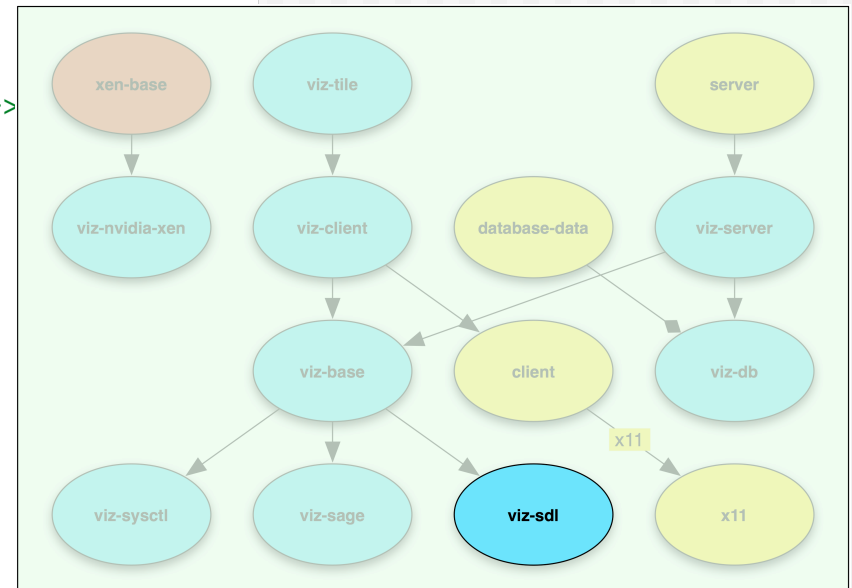 >
xen-base
viz-tile
server
viz-nvidia-xen
viz-client
database-data
viz-server
viz-base
client
viz-db
x11
viz-sysctl
viz-sage
viz-sdl
x11